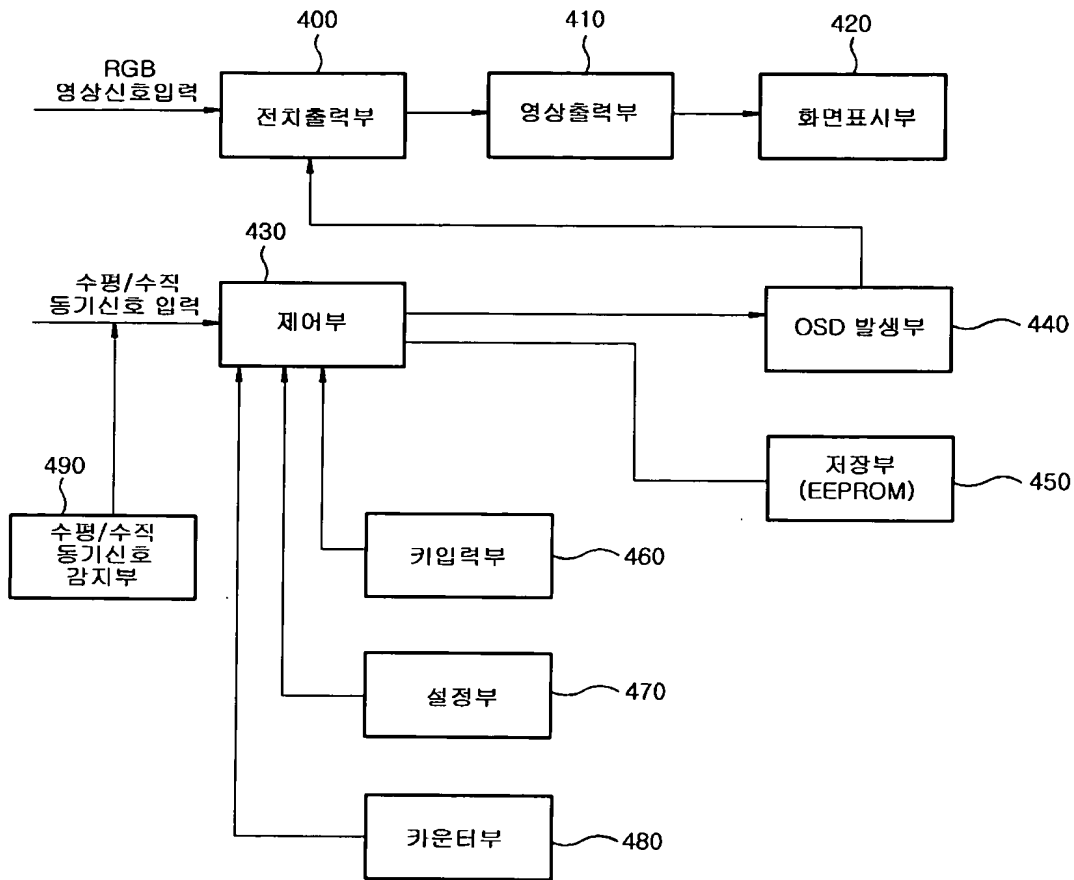 400
410
420
RGB
영상신호입력
전치출력부
영상출력부
화면표시부
430
수평/수직
동기신호 입력
제어부
OSD 발생부
440
490
수평/수직
동기신호
감지부
저장부
(EEPROM)
450
키입력부
460
설정부
470
카운터부
480